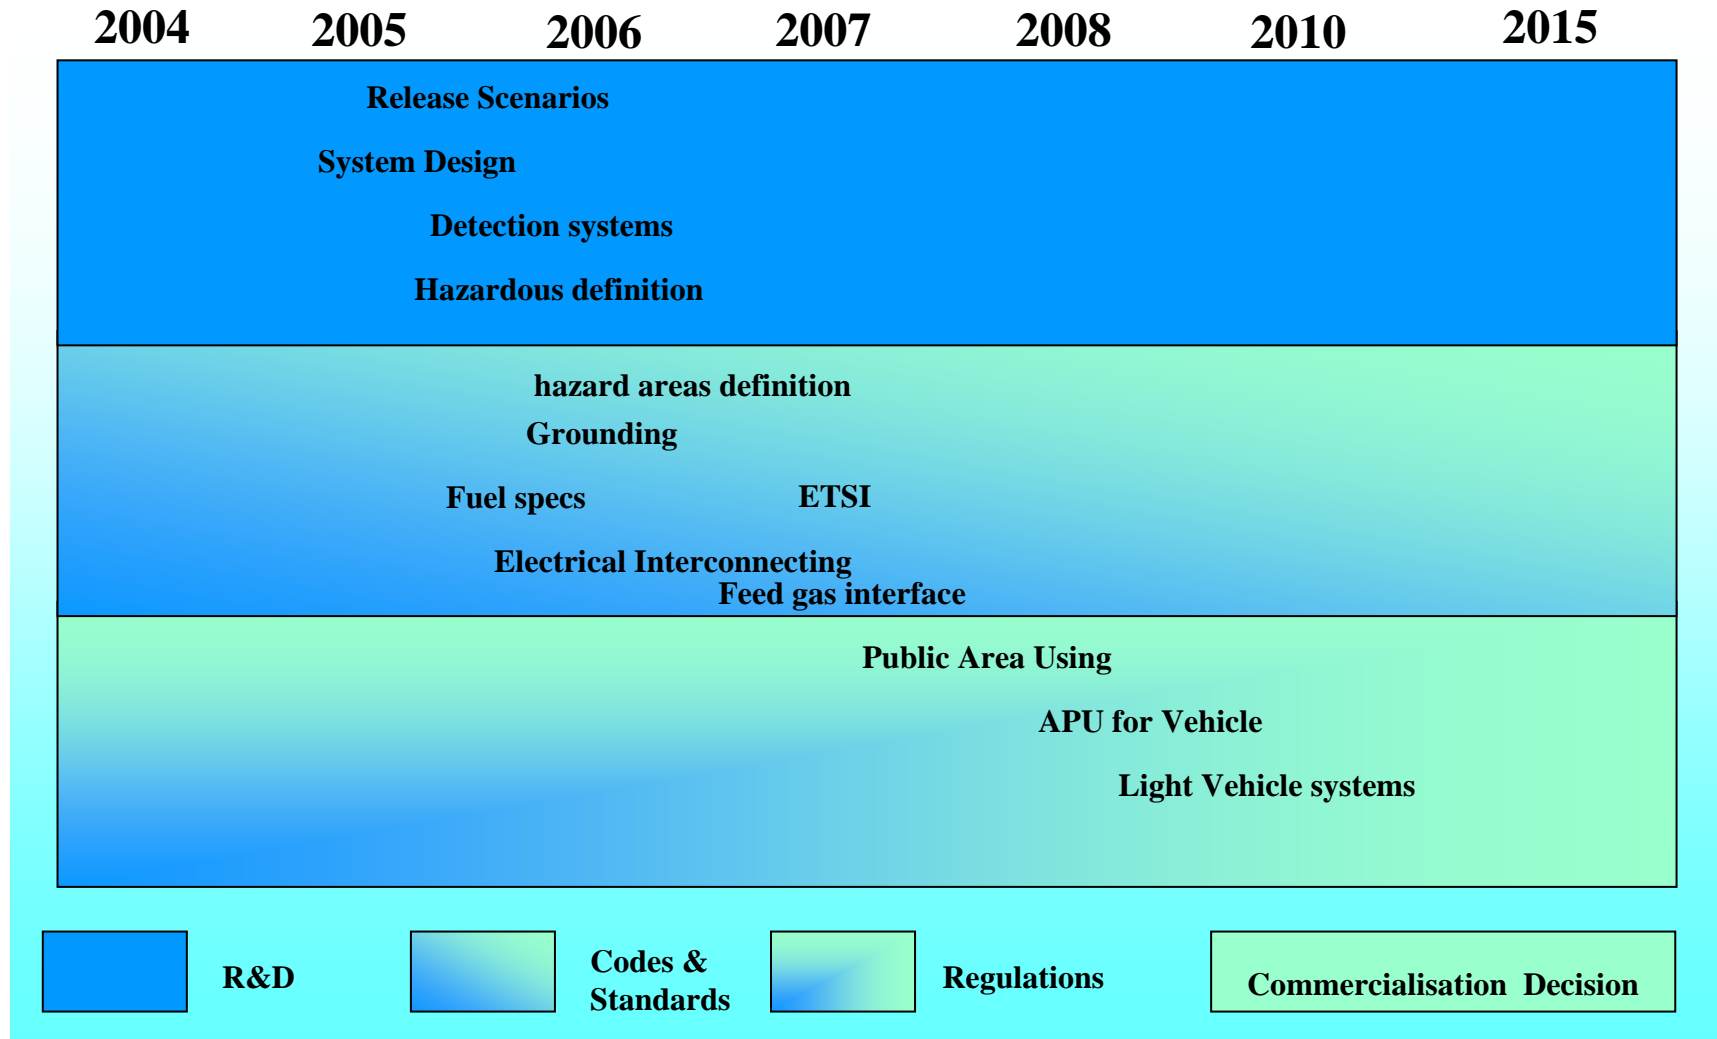 2004 2005 2006 2007 2008 2010 2015
Release Scenarios
System Design
Detection systems
Hazardous definition
hazard areas definition
Grounding
Fuel specs ETSI
Electrical Interconnecting
Feed gas interface
Public Area Using
APU for Vehicle
Light Vehicle systems
R&D
Codes &
Standards
Regulations
Commercialisation Decision